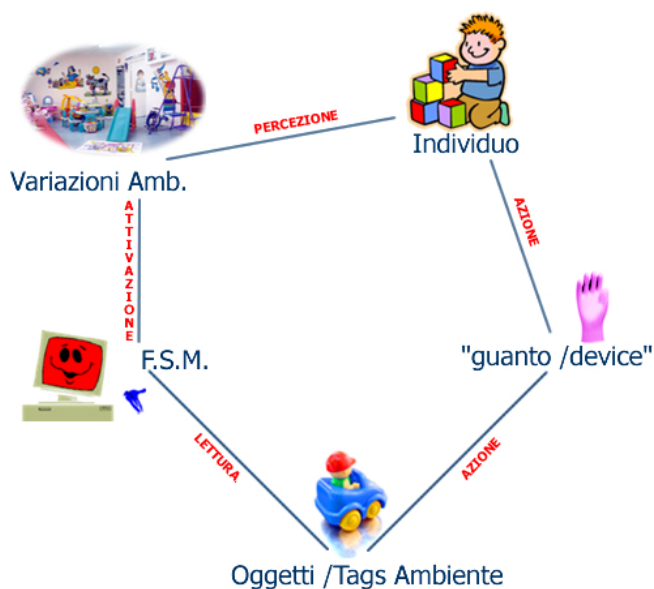 PERCEZIONE
Individuo
Variazioni Amb.
ATTIVAZIONE
AZIONE
F.S.M.
"guanto /device"
LETTURA
AZIONE
Oggetti /Tags Ambiente